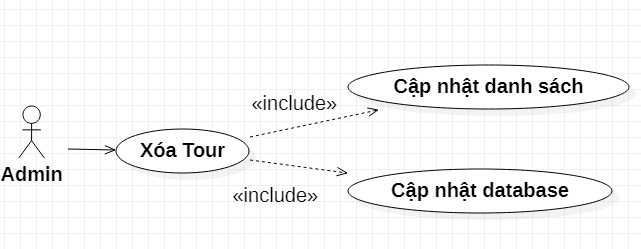 Cập nhật danh sách
«include»
Xóa Tour
Admin
«include»
Cập nhật database